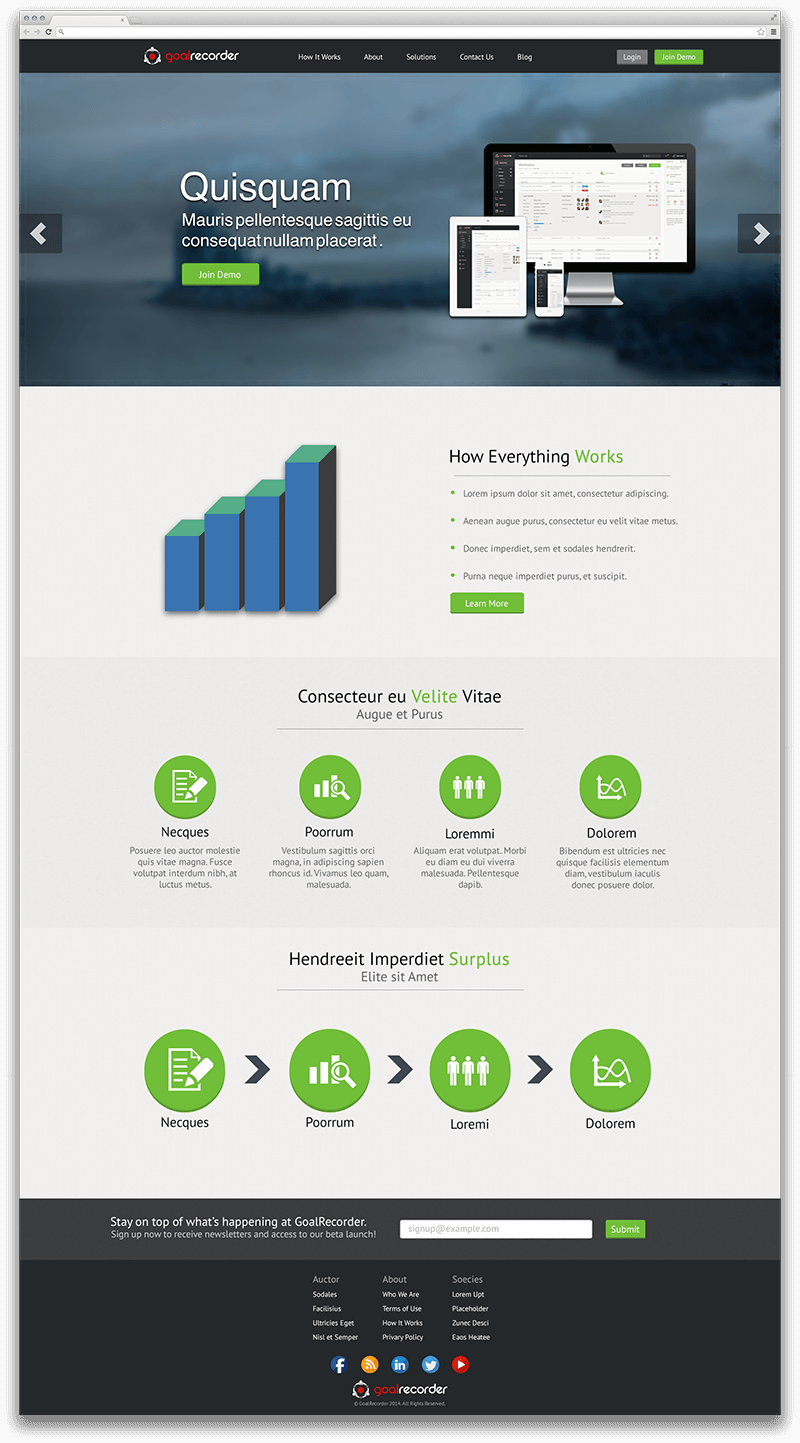 goalrecorder
How It Works
About
Solutions
Contact Us
Blog
Login
Join Demo
Quisquam
Mauris pellentesque sagittis eu
consequat nullam placerat .
Join Demo
How Everything Works
Lorem ipsum dolor sit amet, consectetur adipiscing.
Aenean augue purus, consectetur eu velit vitae metus.
Donec imperdiet, sem et sodales hendrerit.
Purna neque imperdiet purus, et suscipit.
Learn More
Consecteur eu Velite Vitae
Augue et Purus
Necques
Posuere leo auctor molestie
quis vitae magna. Fusce
volutpat interdum nibh, at
luctus metus.
Poorrum
Vestibulum sagittis orci
magna, in adipiscing sapien
rhoncus id. Vivamus leo quam,
malesuada.
Loremmi
Aliquam erat volutpat. Morbi
eu diam eu dui viverra
malesuada. Pellentesque
dapib.
Dolorem
Bibendum est ultricies nec
quisque facilisis elementum
diam, vestibulum iaculis
donec posuere dolor.
Hendreeit Imperdiet Surplus
Elite sit Amet
Necques
Poorrum
Loremi
Dolorem
Stay on top of what's happening at GoalRecorder.
Sign up now to receive newsletters and access to our beta launch!
signup@example.com
Submit
Auctor
Sodales
Facilisius
Ultricies Eget
Nisl et Semper
About
Who We Are
Terms of Use
How It Works
Privary Policy
Soecies
Lorem Upt
Placeholder
Zunec Desci
Eaos Heatee
goalrecorder
© GoalRecorder 2014. All Rights Reserved.